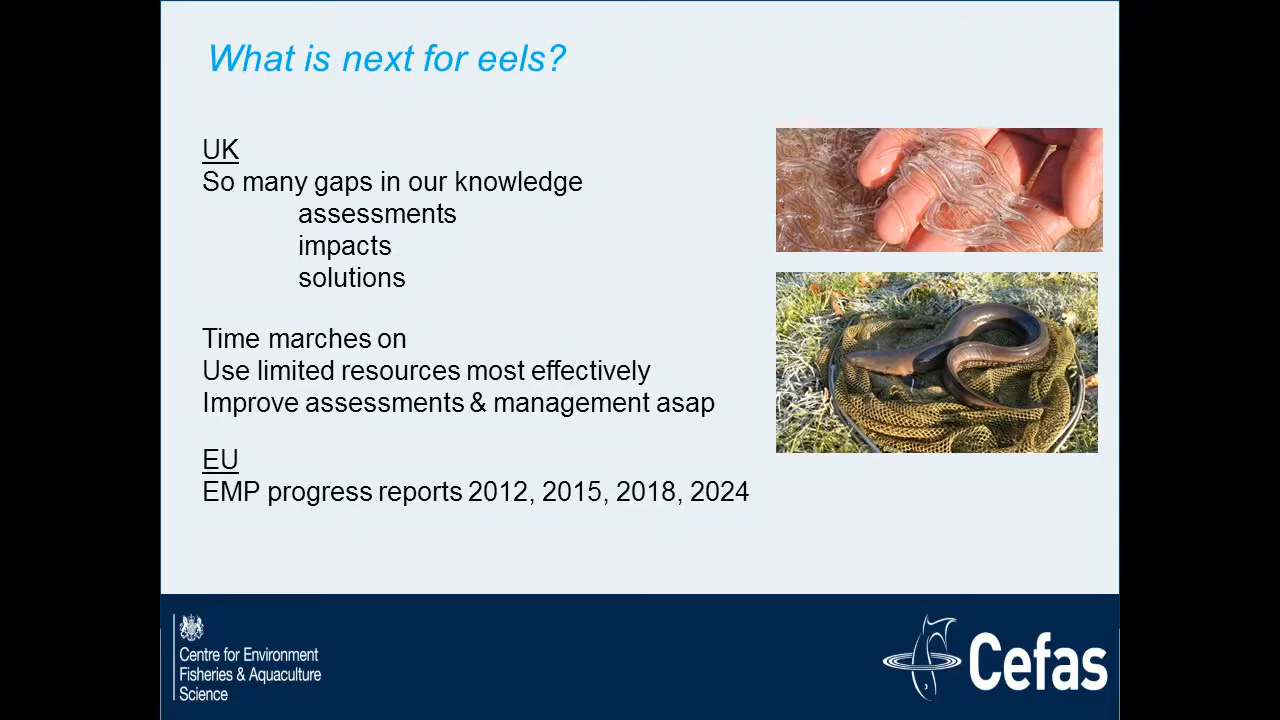 What is next for eels?
UK
So many gaps in our knowledge
assessments
impacts
solutions
Time marches on
Use limited resources most effectively
Improve assessments & management asap
EU
EMP progress reports 2012, 2015, 2018, 2024
Centre for Environment
Fisheries & Aquaculture
Science
Cefas